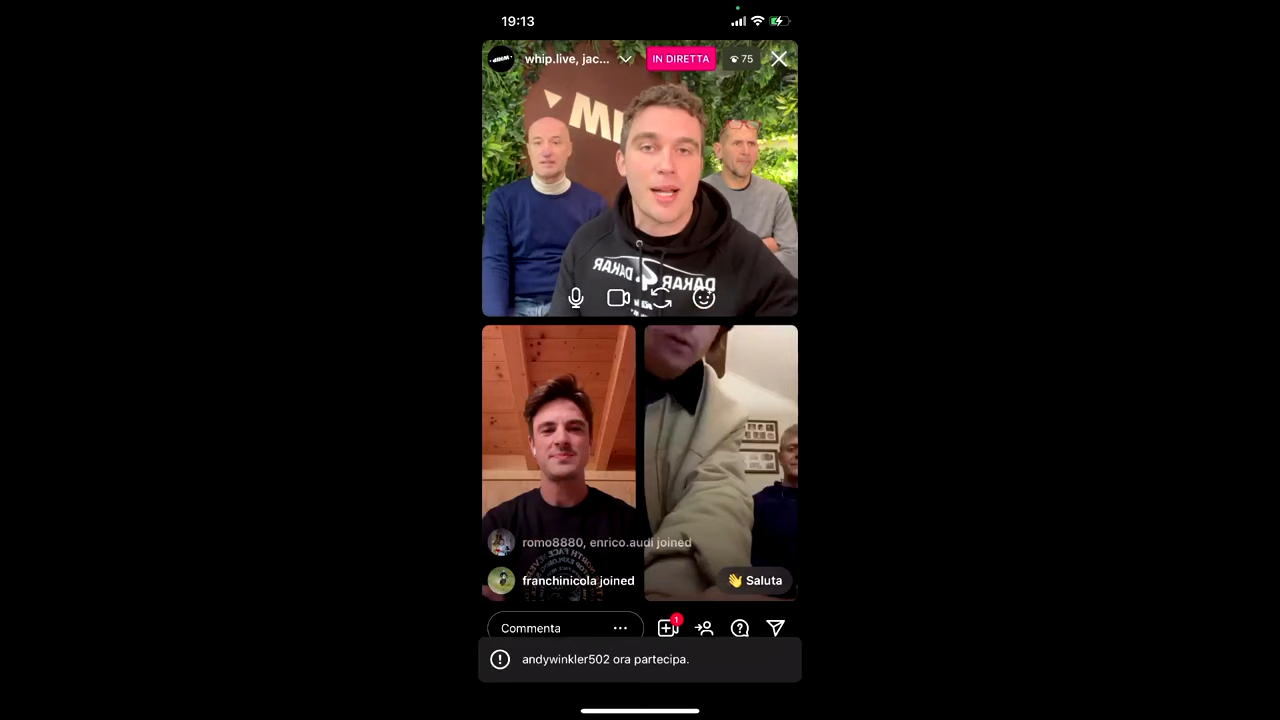 19:13
whip.live, jac...
IN DIRETTA
75
DAKAR DAKAR
romo8880, enrico.audi joined
franchinicola joined
👋 Saluta
Commenta
1
andywinkler502 ora partecipa.